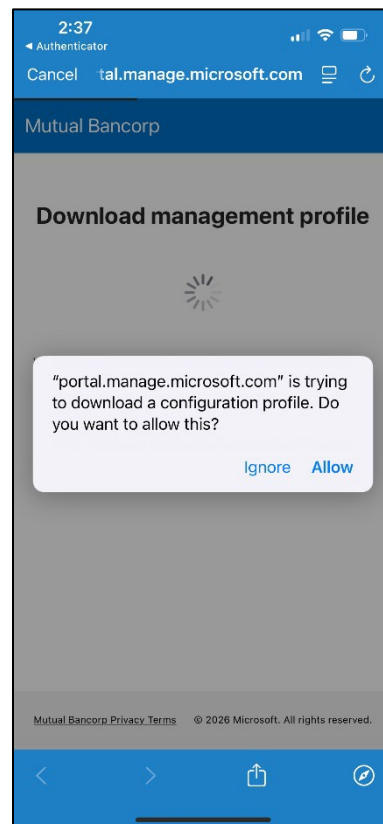 2:37
◀ Authenticator
Cancel
tal.manage.microsoft.com
Mutual Bancorp
Download management profile
"portal.manage.microsoft.com" is trying
to download a configuration profile. Do
you want to allow this?
Ignore Allow
Mutual Bancorp Privacy Terms © 2026 Microsoft. All rights reserved.